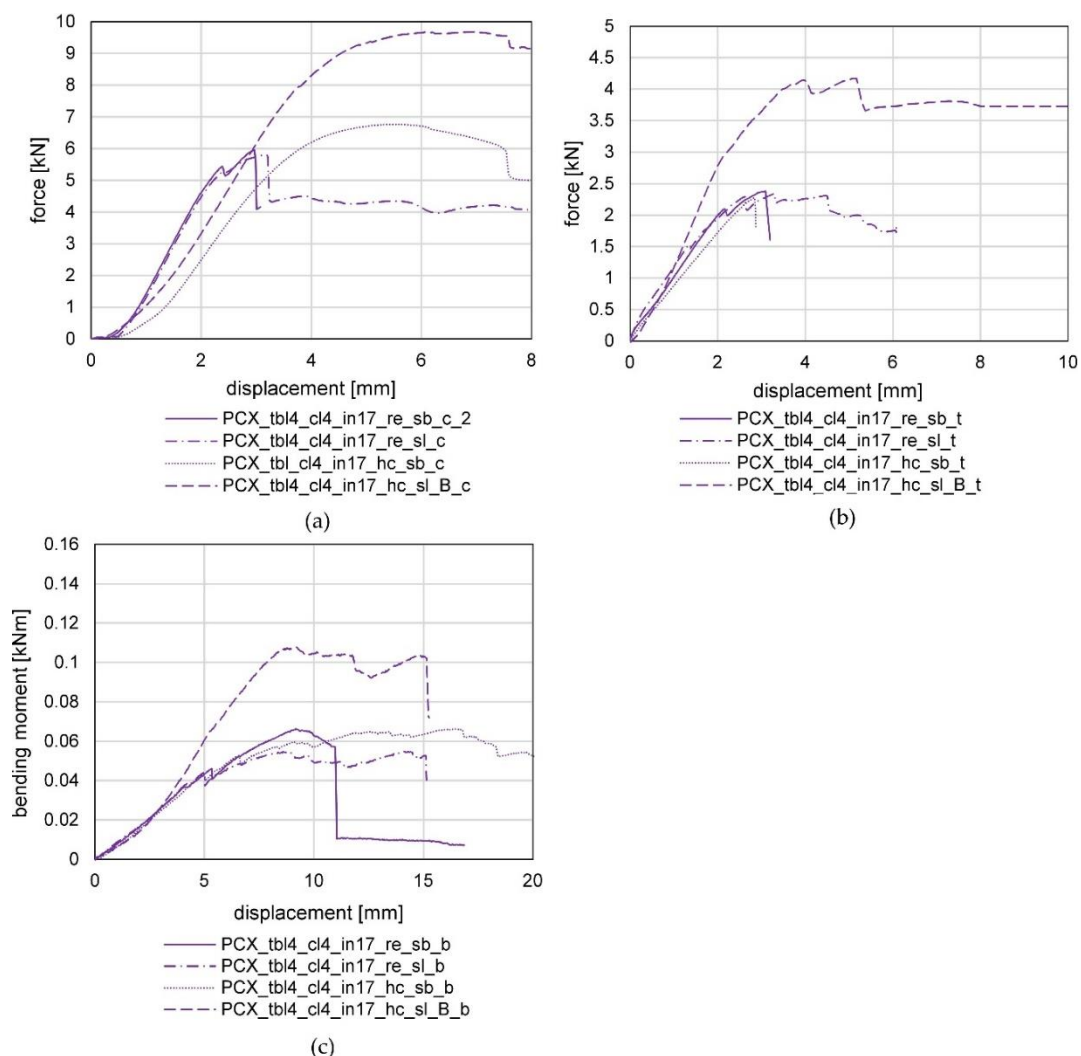 10
9
8
7
6
5
4
3
2
1
0
force [kN]
0 2 4 6 8
displacement [mm]
PCX_tbl4_cl4_in17_re_sb_c_2
PCX_tbl4_cl4_in17_re_sl_c
PCX_tbl_cl4_in17_hc_sb_c
PCX_tbl4_cl4_in17_hc_sl_B_c
(a)
5
4.5
4
3.5
3
2.5
2
1.5
1
0.5
0
force [kN]
0 2 4 6 8 10
displacement [mm]
PCX_tbl4_cl4_in17_re_sb_t
PCX_tbl4_cl4_in17_re_sl_t
PCX_tbl4_cl4_in17_hc_sb_t
PCX_tbl4_cl4_in17_hc_sl_B_t
(b)
0.16
0.14
0.12
0.1
0.08
0.06
0.04
0.02
0
bending moment [kNm]
0 5 10 15 20
displacement [mm]
PCX_tbl4_cl4_in17_re_sb_b
PCX_tbl4_cl4_in17_re_sl_b
PCX_tbl4_cl4_in17_hc_sb_b
PCX_tbl4_cl4_in17_hc_sl_B_b
(c)